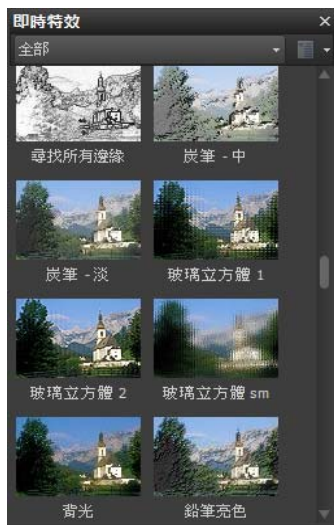 即時特效
全部
尋找所有邊緣
炭筆 - 中
炭筆 - 淡
玻璃立方體 1
玻璃立方體 2
玻璃立方體 sm
背光
鉛筆亮色